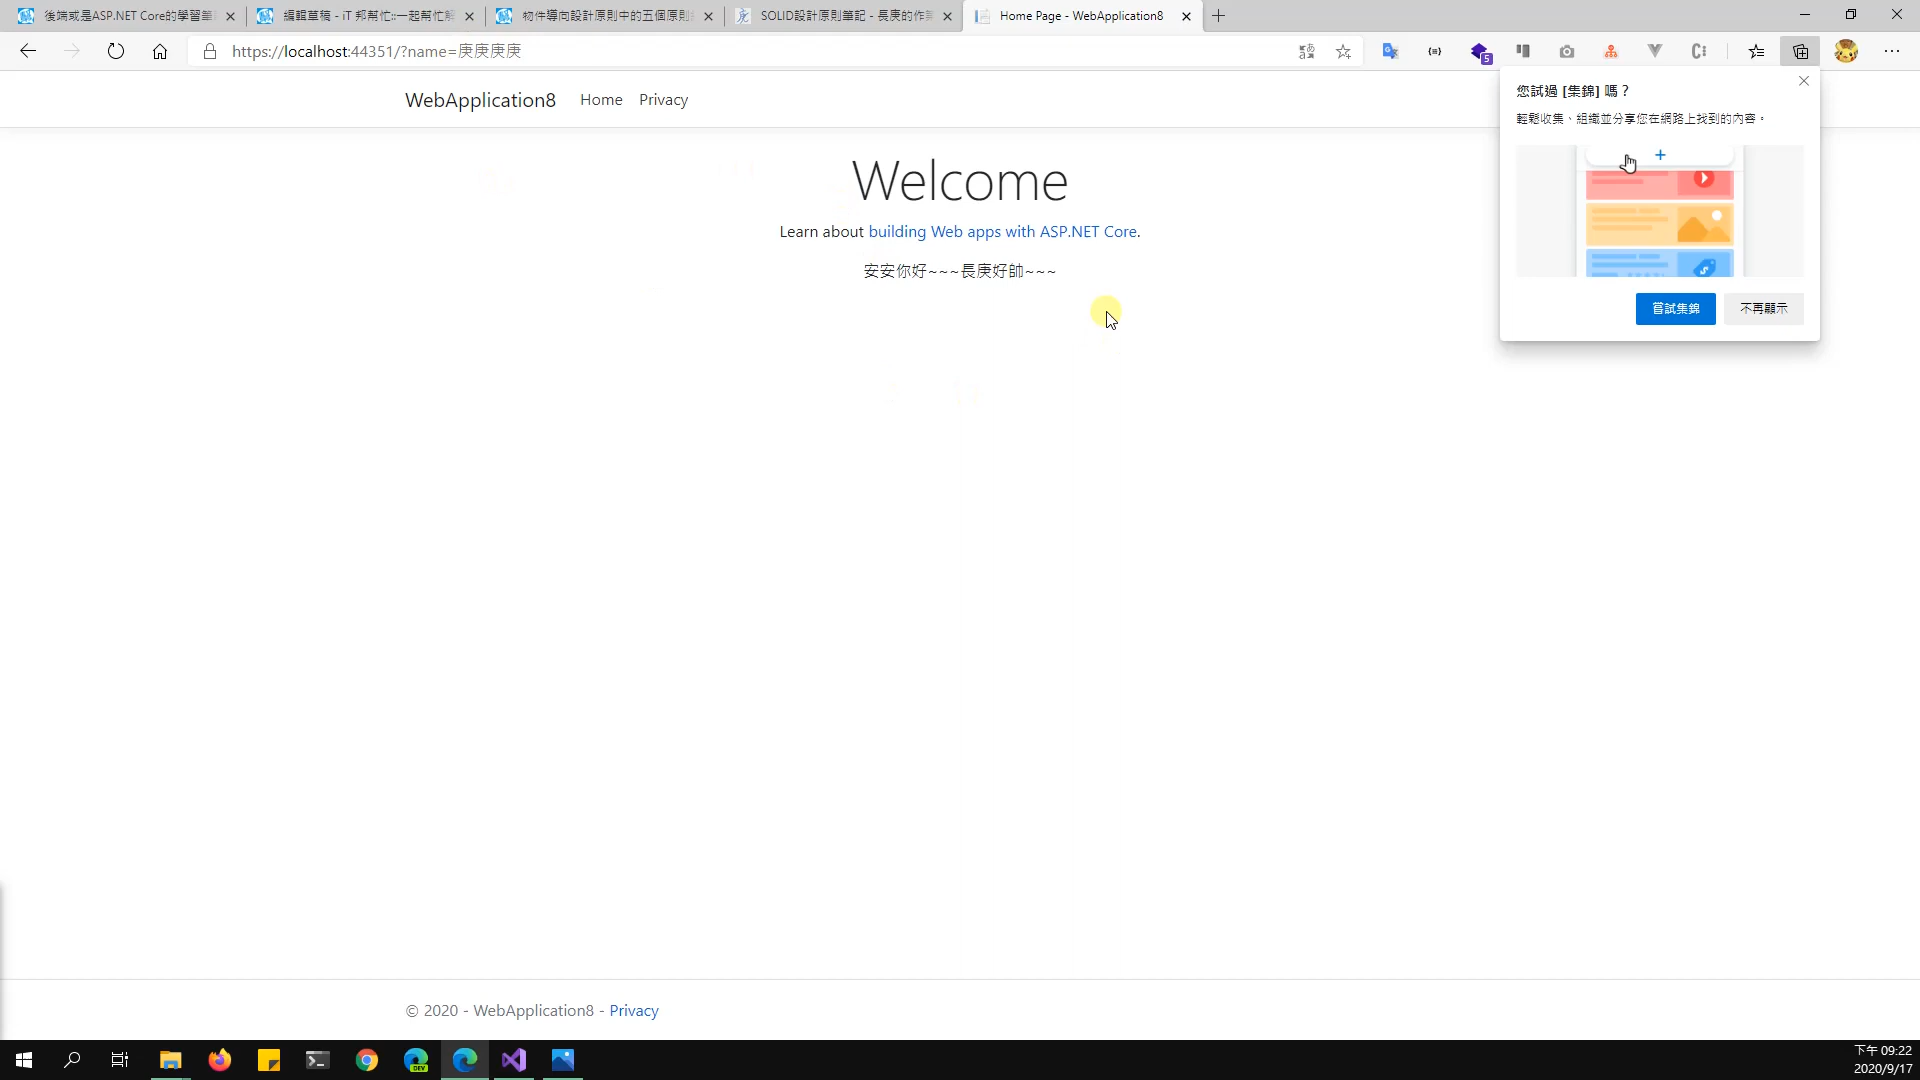 後端或是ASP.NET Core的學習筆
編輯草稿 - iT 邦幫忙::一起幫忙解
物件導向設計原則中的五個原則
SOLID設計原則筆記 - 長庚的作
Home Page - WebApplication8
https://localhost:44351/?name=庚庚庚庚
5
您試過 [集錦] 嗎？
輕鬆收集、組織並分享您在網路上找到的內容。
嘗試集錦
不再顯示
WebApplication8
Home
Privacy
Welcome
Learn about building Web apps with ASP.NET Core.
安安你好~~~長庚好帥~~~
© 2020 - WebApplication8 - Privacy
DEV
下午 09:22
2020/9/17